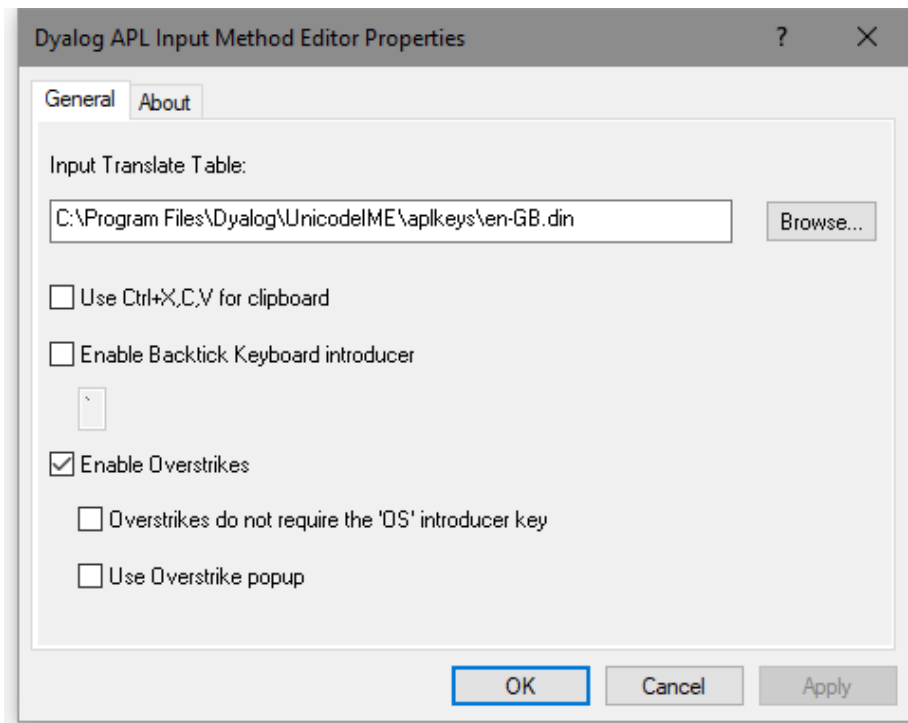 Dyalog APL Input Method Editor Properties ?
General About
Input Translate Table:
C:\Program Files\Dyalog\UnicodeIME\aplkeys\en-GB.din Browse...
Use Ctrl+X,C,V for clipboard
Enable Backtick Keyboard introducer
`
Enable Overstrikes
Overstrikes do not require the 'OS' introducer key
Use Overstrike popup
OK Cancel Apply